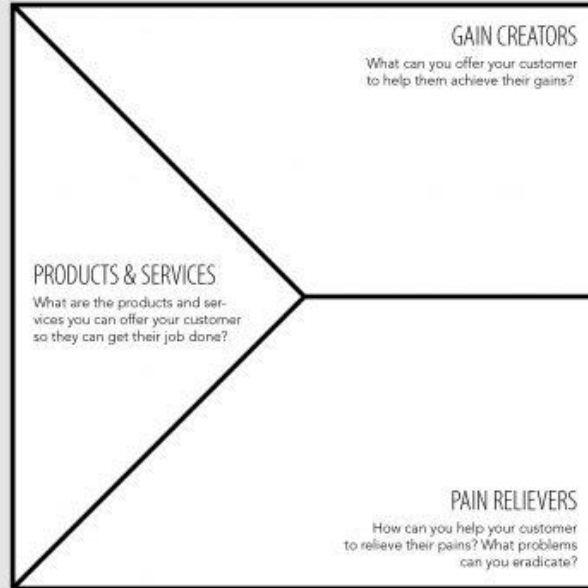 GAIN CREATORS
What can you offer your customer
to help them achieve their gains?
PRODUCTS & SERVICES
What are the products and ser-
vices you can offer your customer
so they can get their job done?
PAIN RELIEVERS
How can you help your customer
to relieve their pains? What problems
can you eradicate?